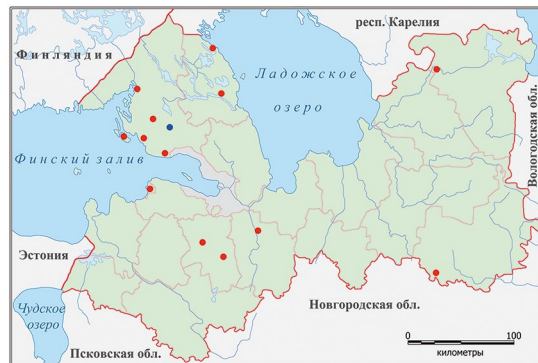 респ. Карелия
Финляндия
Ладожское
озеро
Вологодская обл.
Финский залив
Эстония
Чудское
озеро
Новгородская обл.
Псковская обл.
0 100
километры